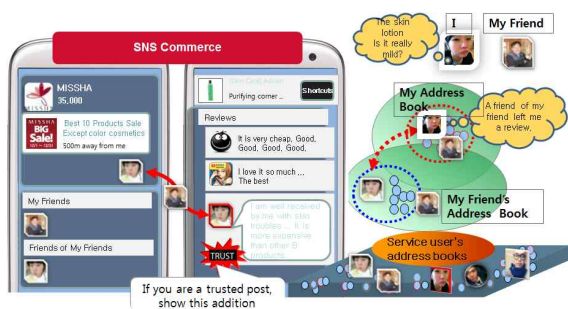 SNS Commerce
MISSHA
35,000
MISSHA
BIG
Sale!
Best 10 Products Sale
Except color cosmetics
500m away from me
My Friends
Friends of My Friends
Purifying corner ..
Shortcuts
Reviews
It is very cheap, Good.
Good, Good, Good,
I love it so much ...
The best
I am well received
by me with skin
troubles... It is
more expensive
than other B
products.
TRUST
If you are a trusted post,
show this addition
The skin
lotion
Is it really
mild?
I
My Friend
My Address
Book
A friend of my
friend left me
a review.
My Friend's
Address Book
Service user's
address books